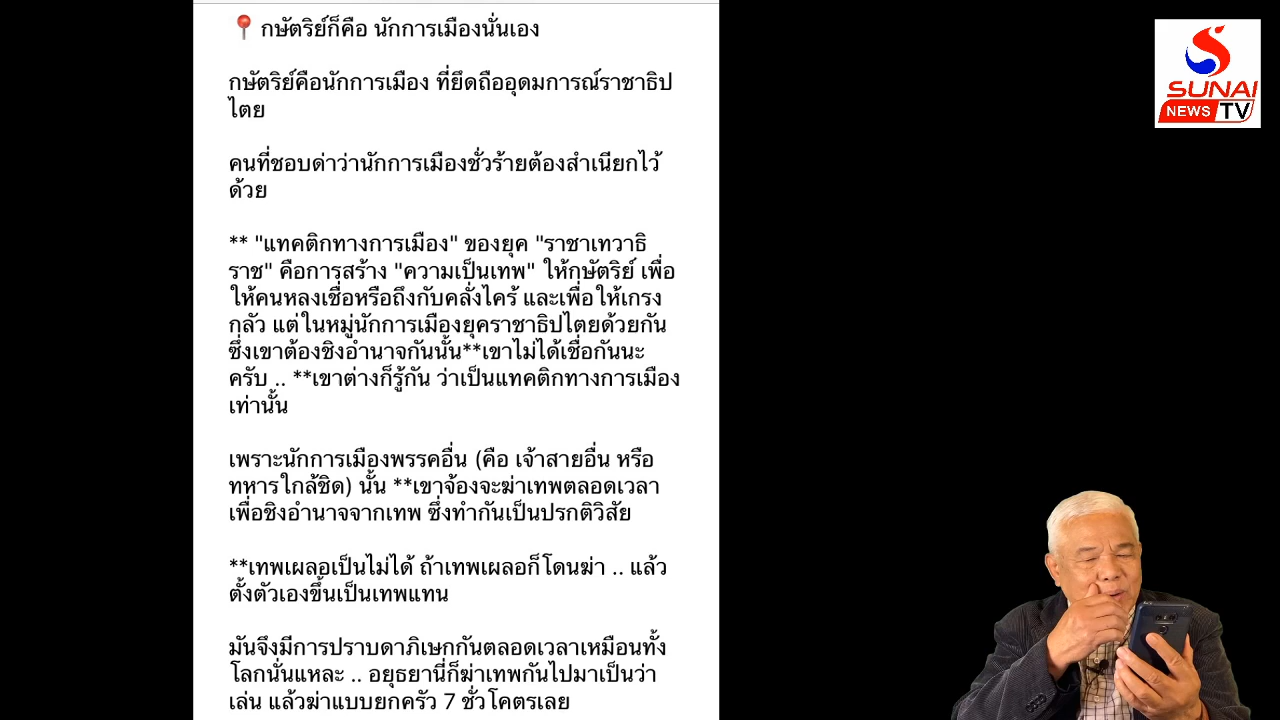 📍 กษัตริย์ก็คือ นักการเมืองนั่นเอง
กษัตริย์คือนักการเมือง ที่ยึดถืออุดมการณ์ราชาธิป
ไตย
คนที่ชอบด่าว่านักการเมืองชั่วร้ายต้องสำเนียกไว้
ด้วย
** "แทคติกทางการเมือง" ของยุค "ราชาเทวาธิ
ราช" คือการสร้าง "ความเป็นเทพ" ให้กษัตริย์ เพื่อ
ให้คนหลงเชื่อหรือถึงกับคลั่งไคร้ และเพื่อให้เกรง
กลัว แต่ในหมู่นักการเมืองยุคราชาธิปไตยด้วยกัน
ซึ่งเขาต้องชิงอำนาจกันนั้น**เขาไม่ได้เชื่อกันนะ
ครับ .. **เขาต่างก็รู้กัน ว่าเป็นแทคติกทางการเมือง
เท่านั้น
เพราะนักการเมืองพรรคอื่น (คือ เจ้าสายอื่น หรือ
ทหารใกล้ชิด) นั้น **เขาจ้องจะฆ่าเทพตลอดเวลา
เพื่อชิงอำนาจจากเทพ ซึ่งทำกันเป็นปรกติวิสัย
**เทพเผลอเป็นไม่ได้ ถ้าเทพเผลอก็โดนฆ่า .. แล้ว
ตั้งตัวเองขึ้นเป็นเทพแทน
มันจึงมีการปราบดาภิเษกกันตลอดเวลาเหมือนทั้ง
โลกนั่นแหละ .. อยุธยานี่ก็ฆ่าเทพกันไปมาเป็นว่า
เล่น แล้วฆ่าแบบยกครัว 7 ชั่วโคตรเลย
SUNAI
NEWS TV